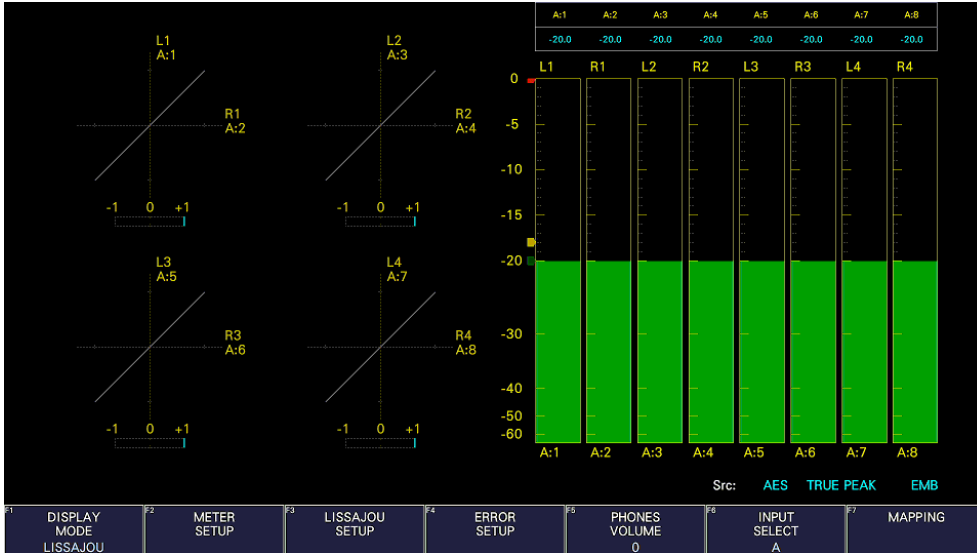 L1
A:1
R1
A:2
-1 0 +1
L2
A:3
R2
A:4
-1 0 +1
L3
A:5
R3
A:6
-1 0 +1
L4
A:7
R4
A:8
-1 0 +1
A:1 A:2 A:3 A:4 A:5 A:6 A:7 A:8
-20.0 -20.0 -20.0 -20.0 -20.0 -20.0 -20.0 -20.0
L1 R1 L2 R2 L3 R3 L4 R4
0
-5
-10
-15
-20
-30
-40
-50
-60
A:1 A:2 A:3 A:4 A:5 A:6 A:7 A:8
Src: AES TRUE PEAK EMB
F1 DISPLAY
MODE
LISSAJOU
F2 METER
SETUP
F3 LISSAJOU
SETUP
F4 ERROR
SETUP
F5 PHONES
VOLUME
0
F6 INPUT
SELECT
A
F7 MAPPING